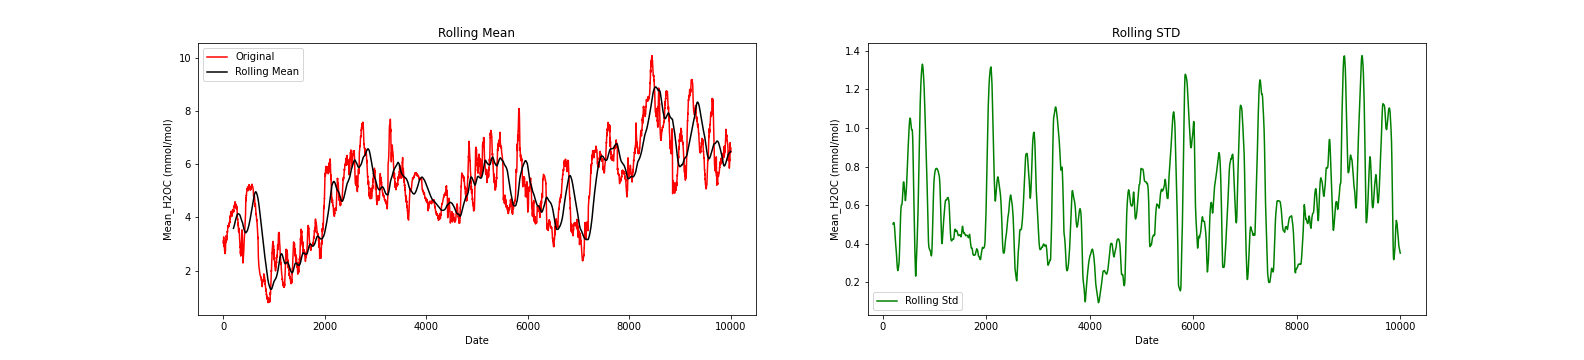 Rolling Mean
Original
Rolling Mean
Mean_H2OC (mmol/mol)
10
8
6
4
2
0
2000
4000
6000
8000
10000
Date
Rolling STD
Mean_H2OC (mmol/mol)
1.4
1.2
1.0
0.8
0.6
0.4
0.2
Rolling Std
0
2000
4000
6000
8000
10000
Date